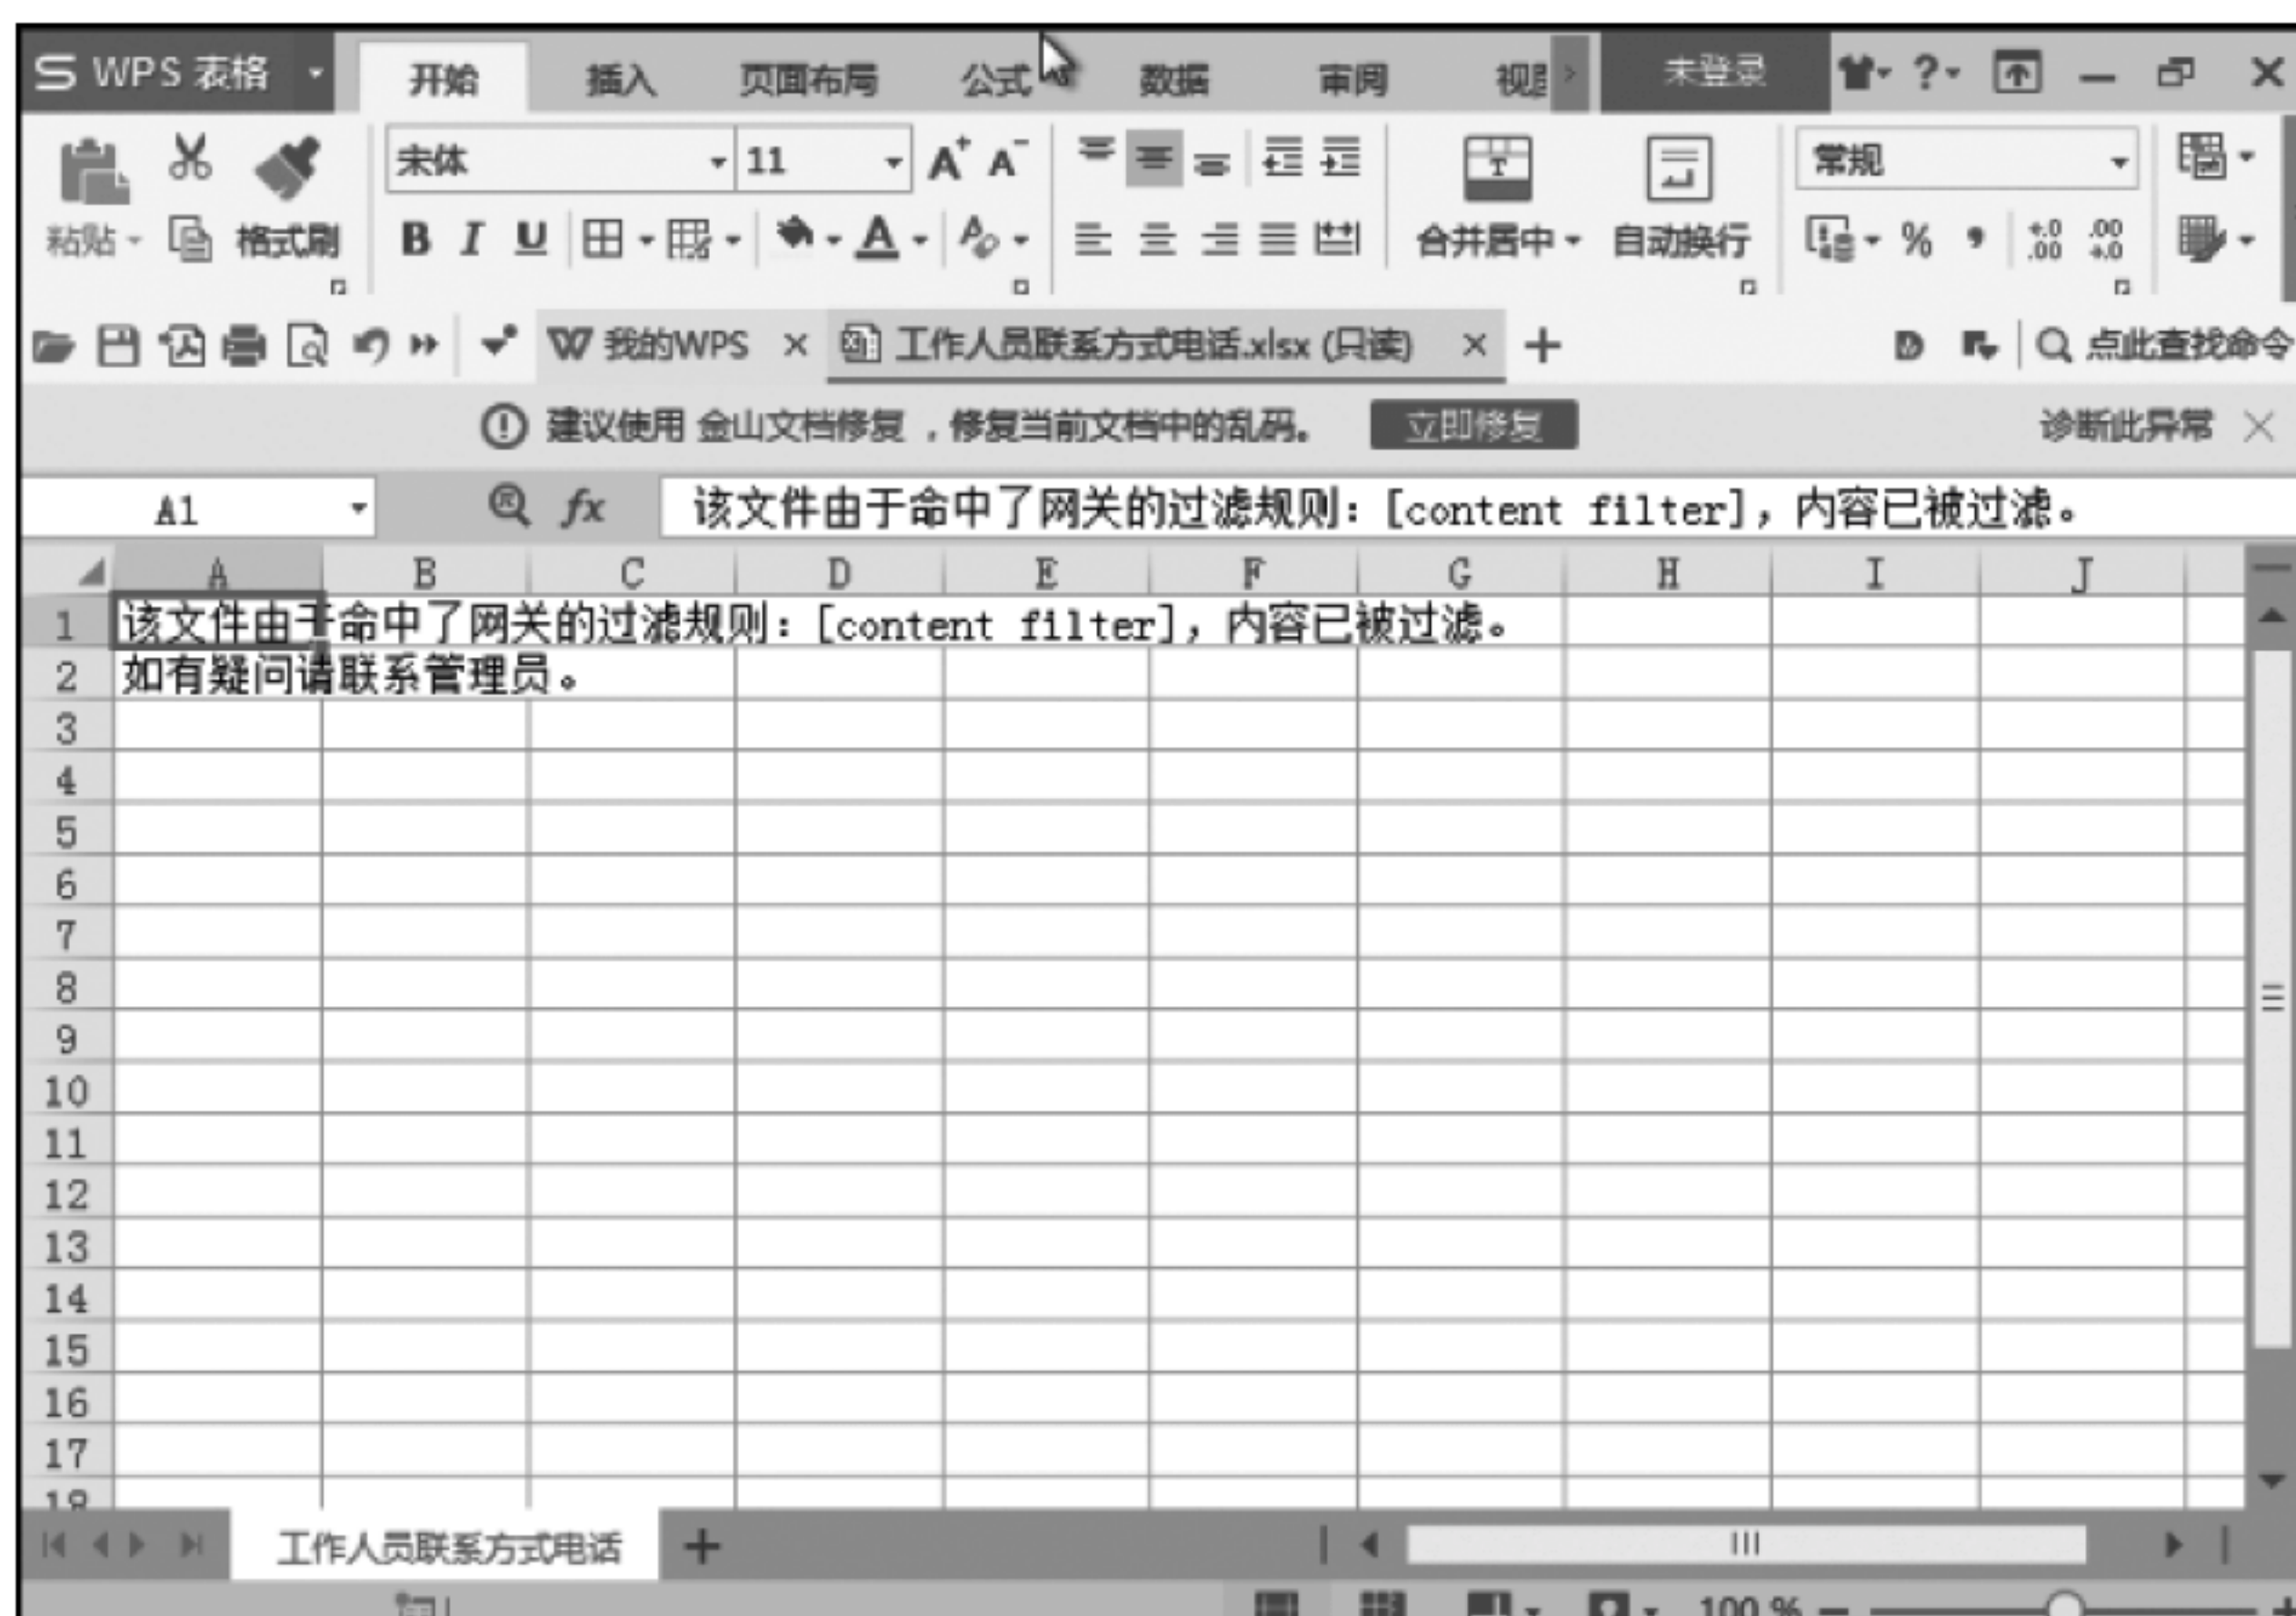 WPS 表格
开始 插入 页面布局 公式 数据 审阅 未登录 ?
宋体 11 A+ A- 常规
粘贴 格式刷 B I U A 合并居中 自动换行 % +.0 .00 .00 +.0
我的WPS × 工作人员联系方式电话.xlsx (只读) × + 点此查找命令
建议使用 金山文档修复 ，修复当前文档中的乱码。 立即修复 诊断此异常 ×
A1 fx 该文件由于命中了网关的过滤规则：[content filter]，内容已被过滤。
A B C D E F G H I J
1 该文件由于命中了网关的过滤规则：[content filter]，内容已被过滤。
2 如有疑问请联系管理员。
3
4
5
6
7
8
9
10
11
12
13
14
15
16
17
18
工作人员联系方式电话 +
100 %